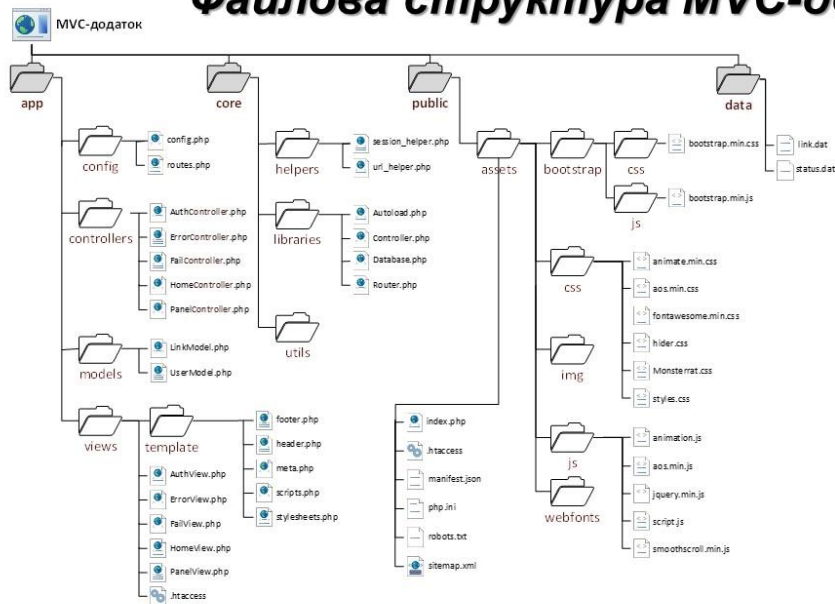 Файлова структура MVC-до
MVC-додаток
app
core
public
data
config
config.php
routes.php
controllers
AuthController.php
ErrorController.php
FailController.php
HomeController.php
PanelController.php
models
LinkModel.php
UserModel.php
views
template
footer.php
header.php
meta.php
scripts.php
stylesheets.php
AuthView.php
ErrorView.php
FailView.php
HomeView.php
PanelView.php
.htaccess
helpers
session_helper.php
url_helper.php
libraries
Autoload.php
Controller.php
Database.php
Router.php
utils
assets
bootstrap
css
bootstrap.min.css
js
bootstrap.min.js
css
animate.min.css
aos.min.css
fontawesome.min.css
hider.css
Monsterrat.css
styles.css
img
js
animation.js
aos.min.js
jquery.min.js
script.js
smoothscroll.min.js
webfonts
index.php
.htaccess
manifest.json
php.ini
robots.txt
sitemap.xml
link.dat
status.dat